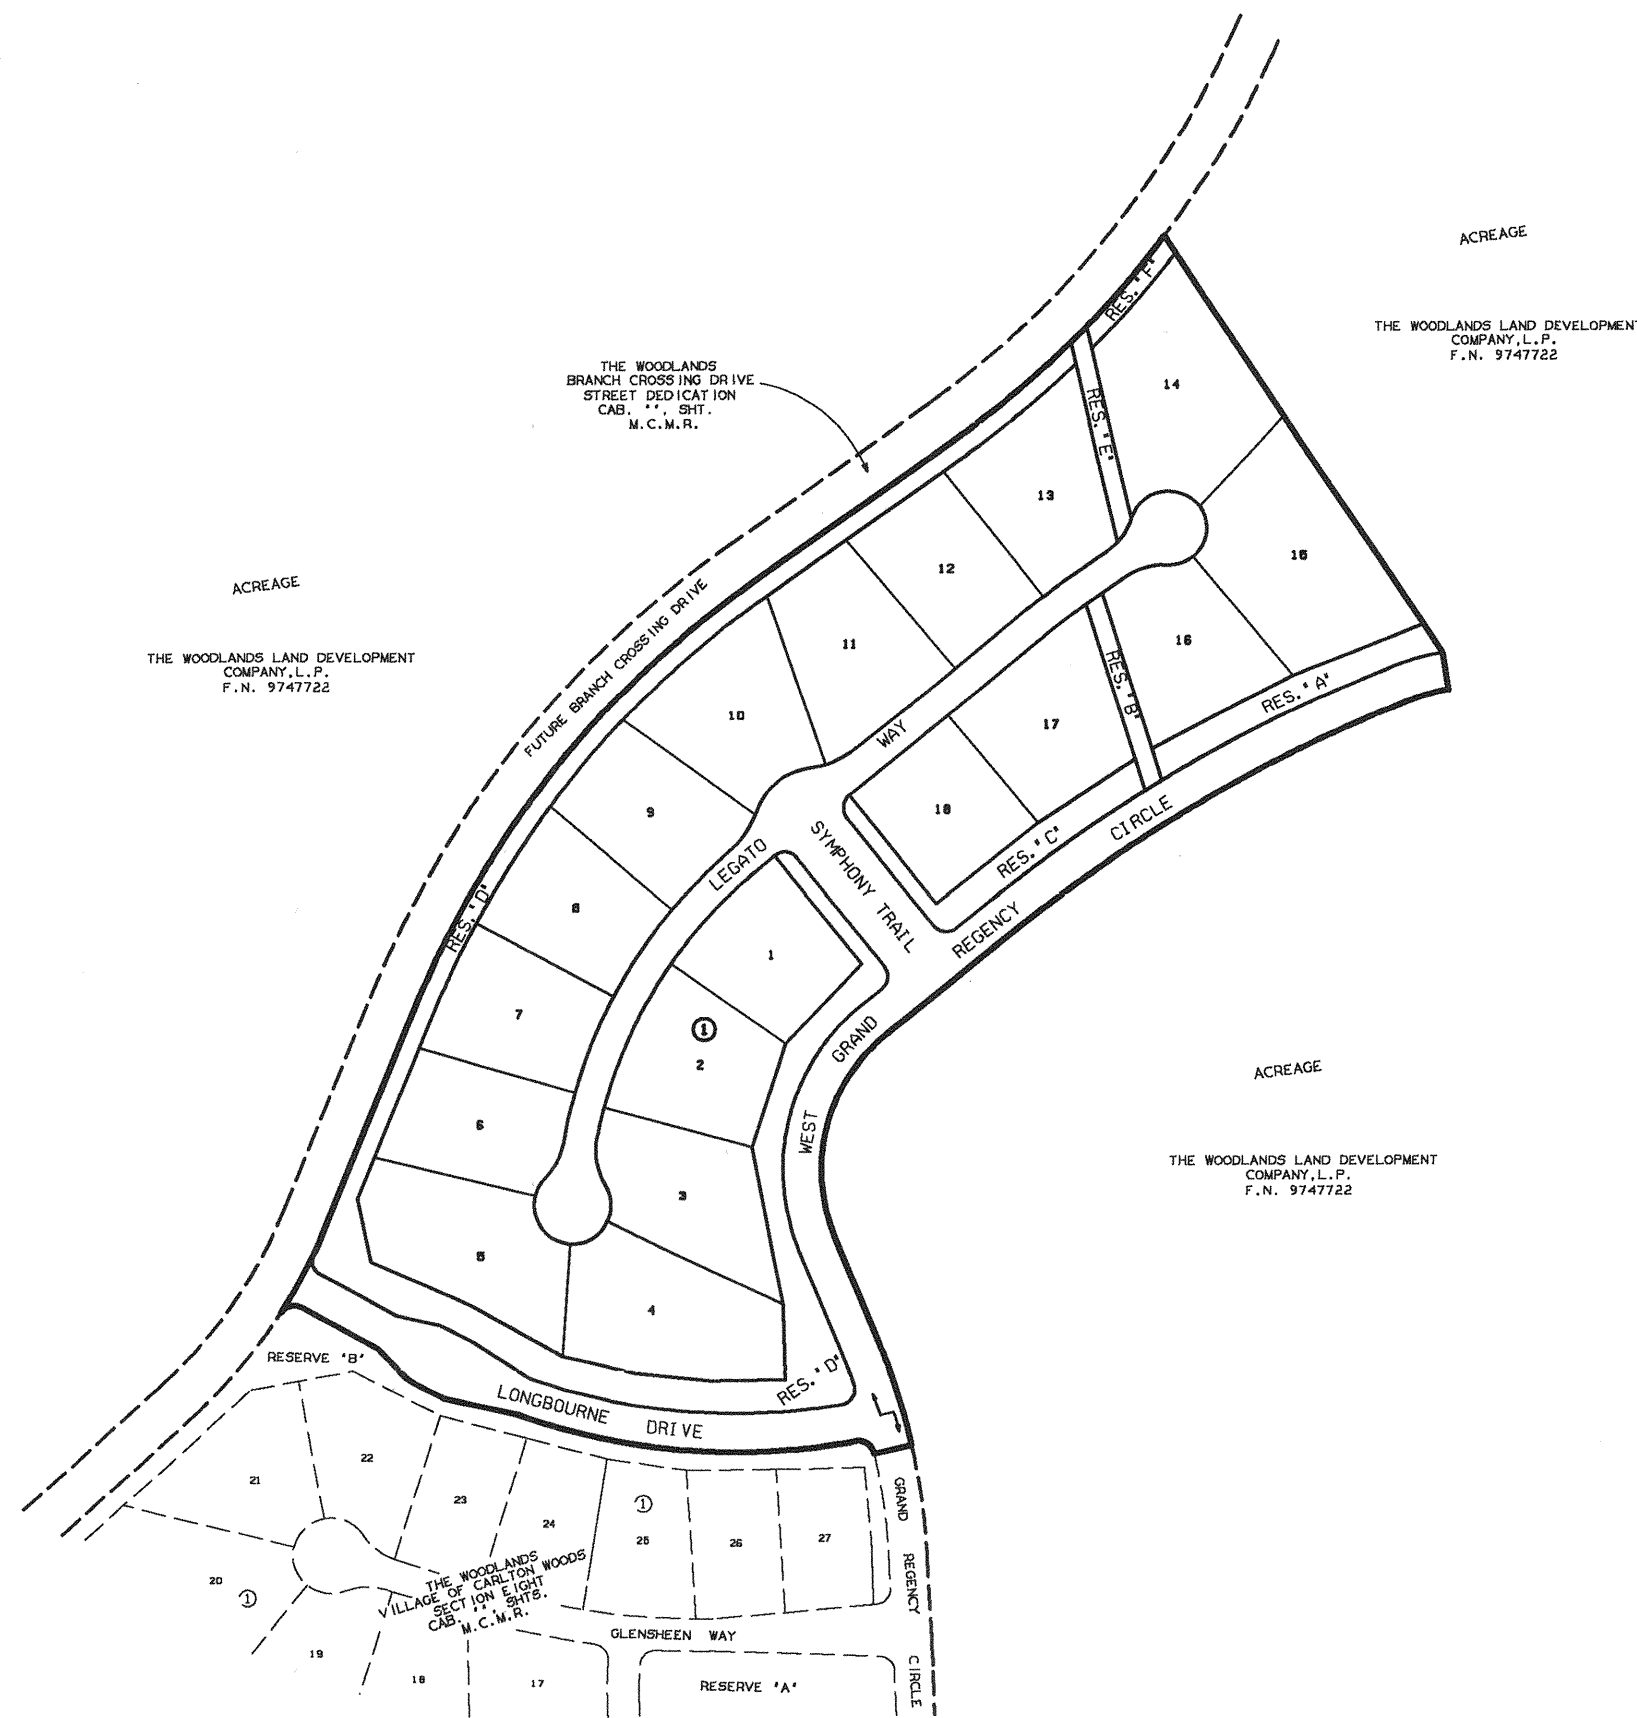 ACREAGE
THE WOODLANDS LAND DEVELOPMENT
COMPANY, L.P.
F.N. 9747722
RES. "F"
THE WOODLANDS
BRANCH CROSSING DRIVE
STREET DEDICATION
CAB. "", SHT.
M.C.M.R.
14
RES. "E"
13
12
15
ACREAGE
THE WOODLANDS LAND DEVELOPMENT
COMPANY, L.P.
F.N. 9747722
FUTURE BRANCH CROSSING DRIVE
11
16
RES. "B"
RES. "A"
10
17
LEGATO WAY
9
18
SYMPHONY TRAIL
RES. "C"
WEST GRAND REGENCY CIRCLE
RES. "D"
8
1
7
1
2
ACREAGE
6
THE WOODLANDS LAND DEVELOPMENT
COMPANY, L.P.
F.N. 9747722
3
5
4
RESERVE "B"
RES. "D"
LONGBOURNE DRIVE
22
21
23
24
1
25
26
27
GRAND REGENCY CIRCLE
20
1
THE WOODLANDS
VILLAGE OF CARLTON WOODS
SECTION EIGHT
CAB. "", SHTS.
M.C.M.R.
GLENSHEEN WAY
19
18
17
RESERVE "A"